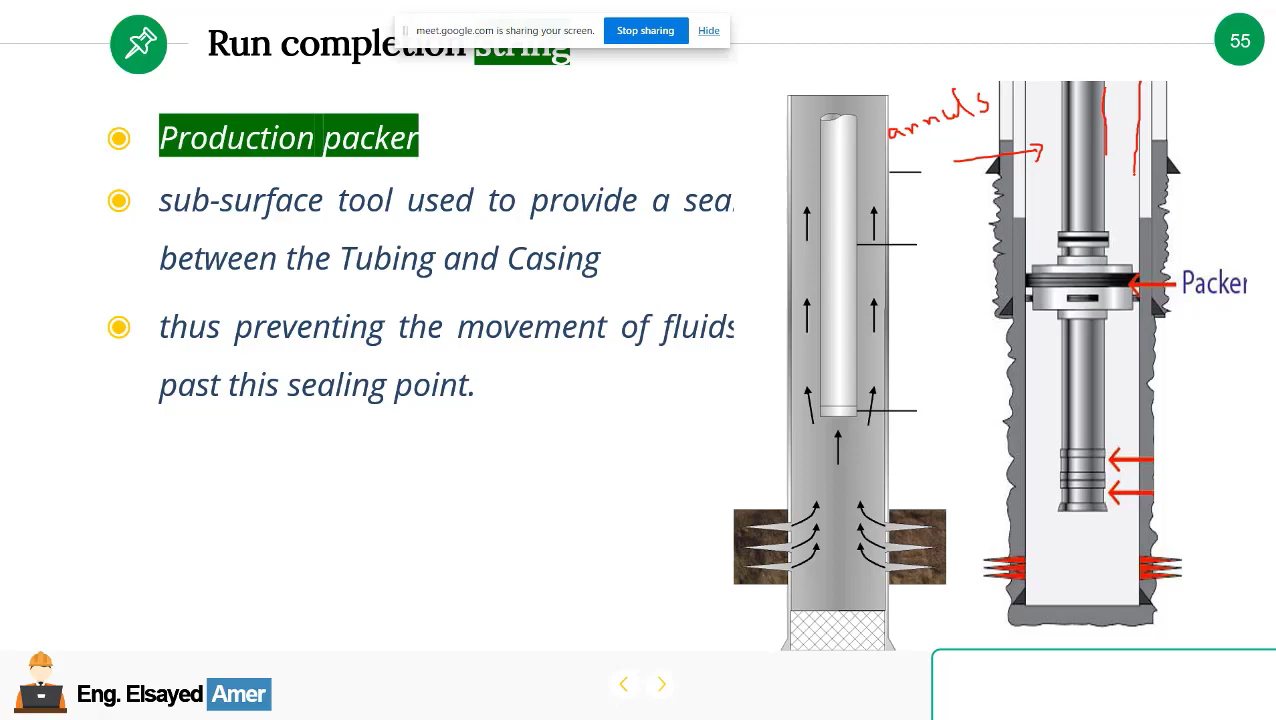 meet.google.com is sharing your screen.
Stop sharing
Hide
Run completion string
55
Production packer
sub-surface tool used to provide a seal
between the Tubing and Casing
thus preventing the movement of fluids
past this sealing point.
annuls
Packer
Eng. Elsayed Amer